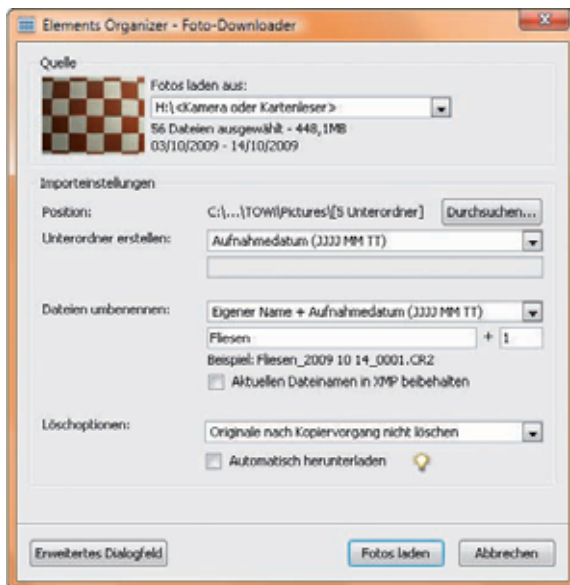 Elements Organizer - Foto-Downloader
Quelle
Fotos laden aus:
H:\<Kamera oder Kartenleser>
56 Dateien ausgewählt - 448,1MB
03/10/2009 - 14/10/2009
Importeinstellungen
Position: C:\...\TOWI\Pictures\[5 Unterordner] Durchsuchen...
Unterordner erstellen: Aufnahmedatum (JJJJ MM TT)
Dateien umbenennen: Eigener Name + Aufnahmedatum (JJJJ MM TT)
Fliesen + 1
Beispiel: Fliesen_2009 10 14_0001.CR2
Aktuellen Dateinamen in XMP beibehalten
Löschoptionen: Originale nach Kopiervorgang nicht löschen
Automatisch herunterladen
Erweitertes Dialogfeld Fotos laden Abbrechen